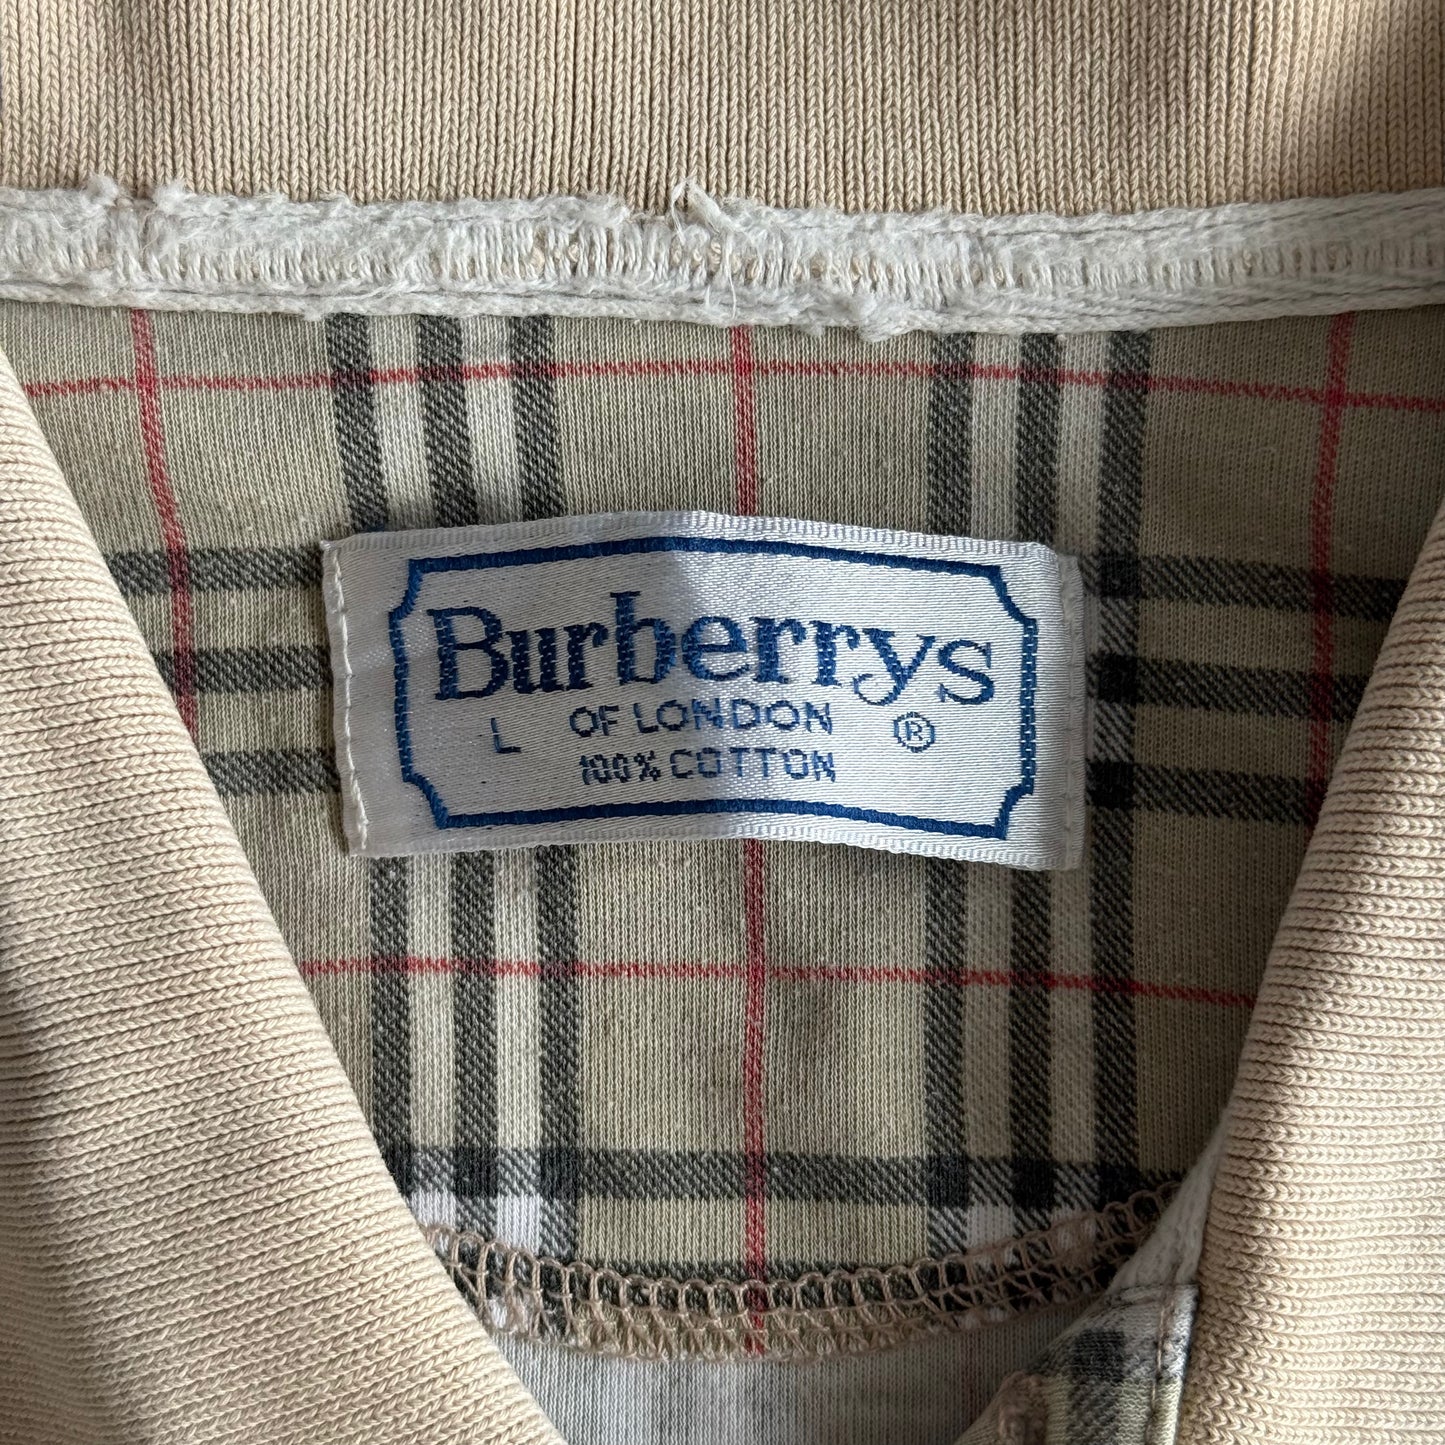 Burberrys
L OF LONDON ®
100% COTTON